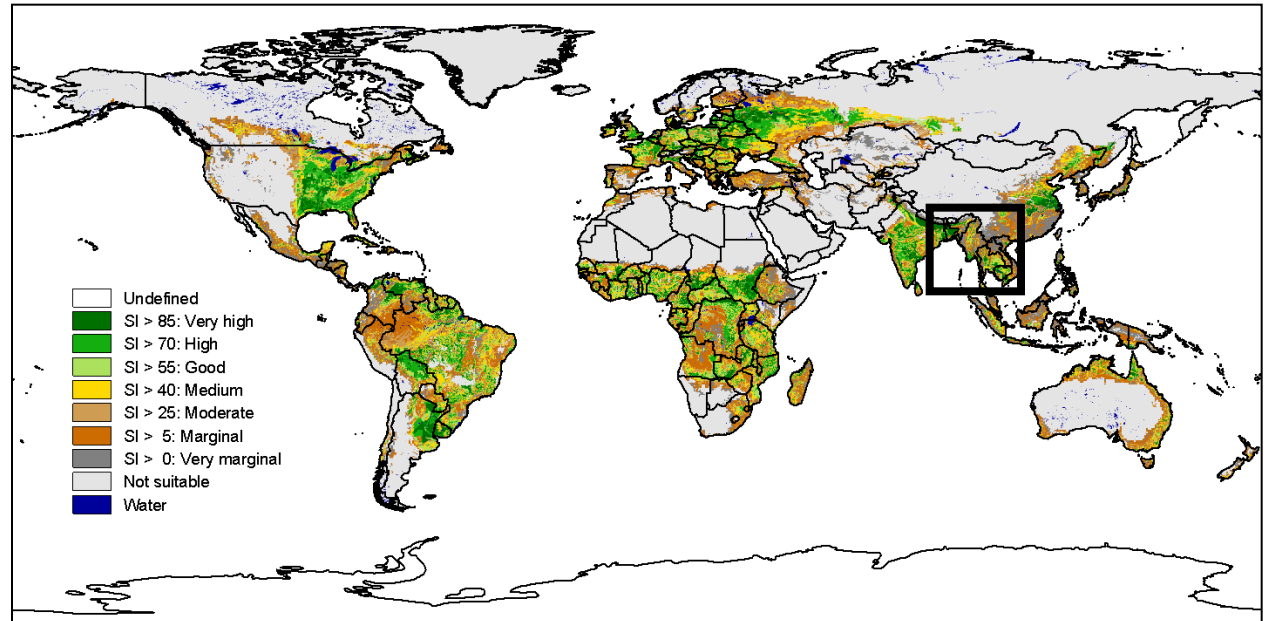 Undefined
SI > 85: Very high
SI > 70: High
SI > 55: Good
SI > 40: Medium
SI > 25: Moderate
SI > 5: Marginal
SI > 0: Very marginal
Not suitable
Water